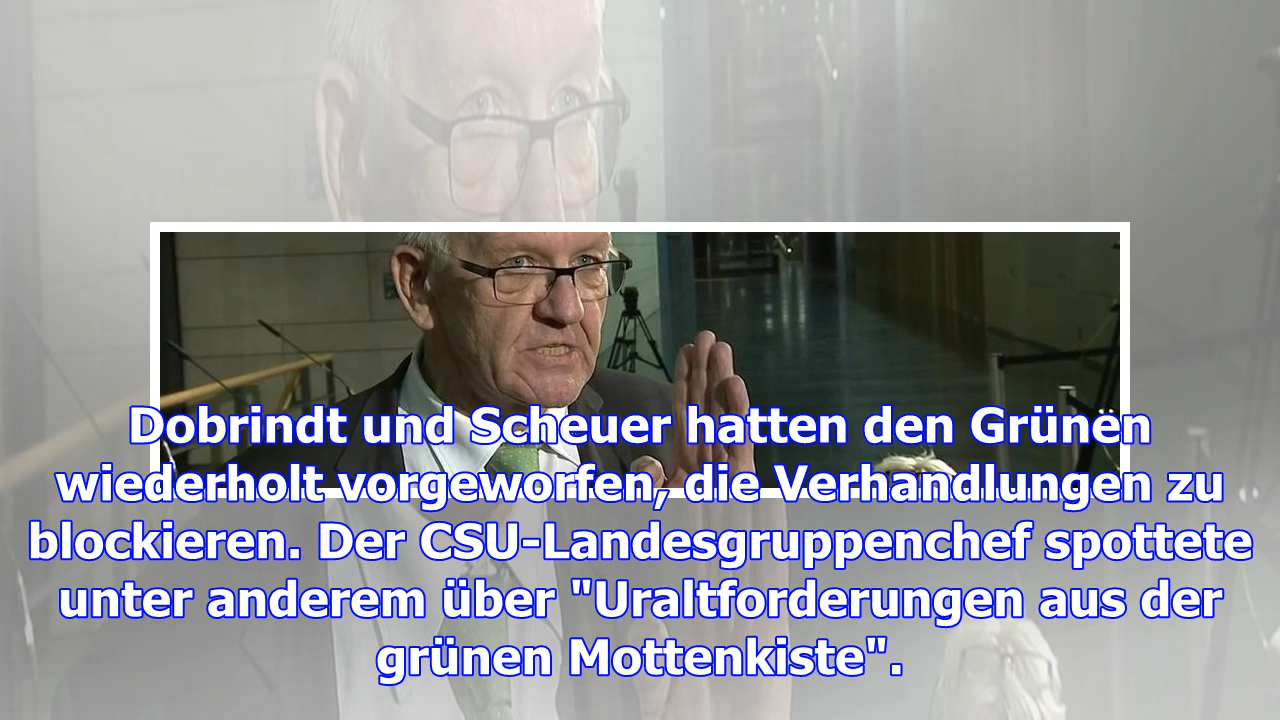 Dobrindt und Scheuer hatten den Grünen
wiederholt vorgeworfen, die Verhandlungen zu
blockieren. Der CSU-Landesgruppenchef spottete
unter anderem über "Uraltforderungen aus der
grünen Mottenkiste".